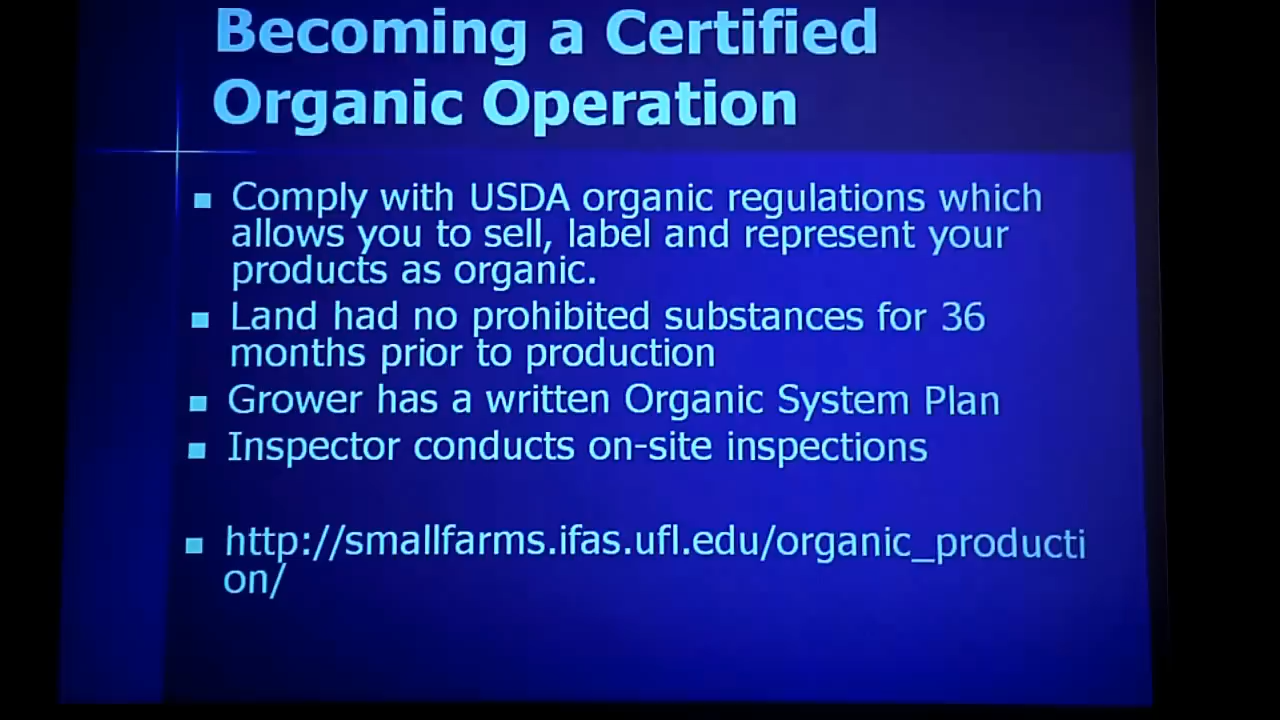 Becoming a Certified
Organic Operation
Comply with USDA organic regulations which
allows you to sell, label and represent your
products as organic.
Land had no prohibited substances for 36
months prior to production
Grower has a written Organic System Plan
Inspector conducts on-site inspections
http://smallfarms.ifas.ufl.edu/organic_producti
on/